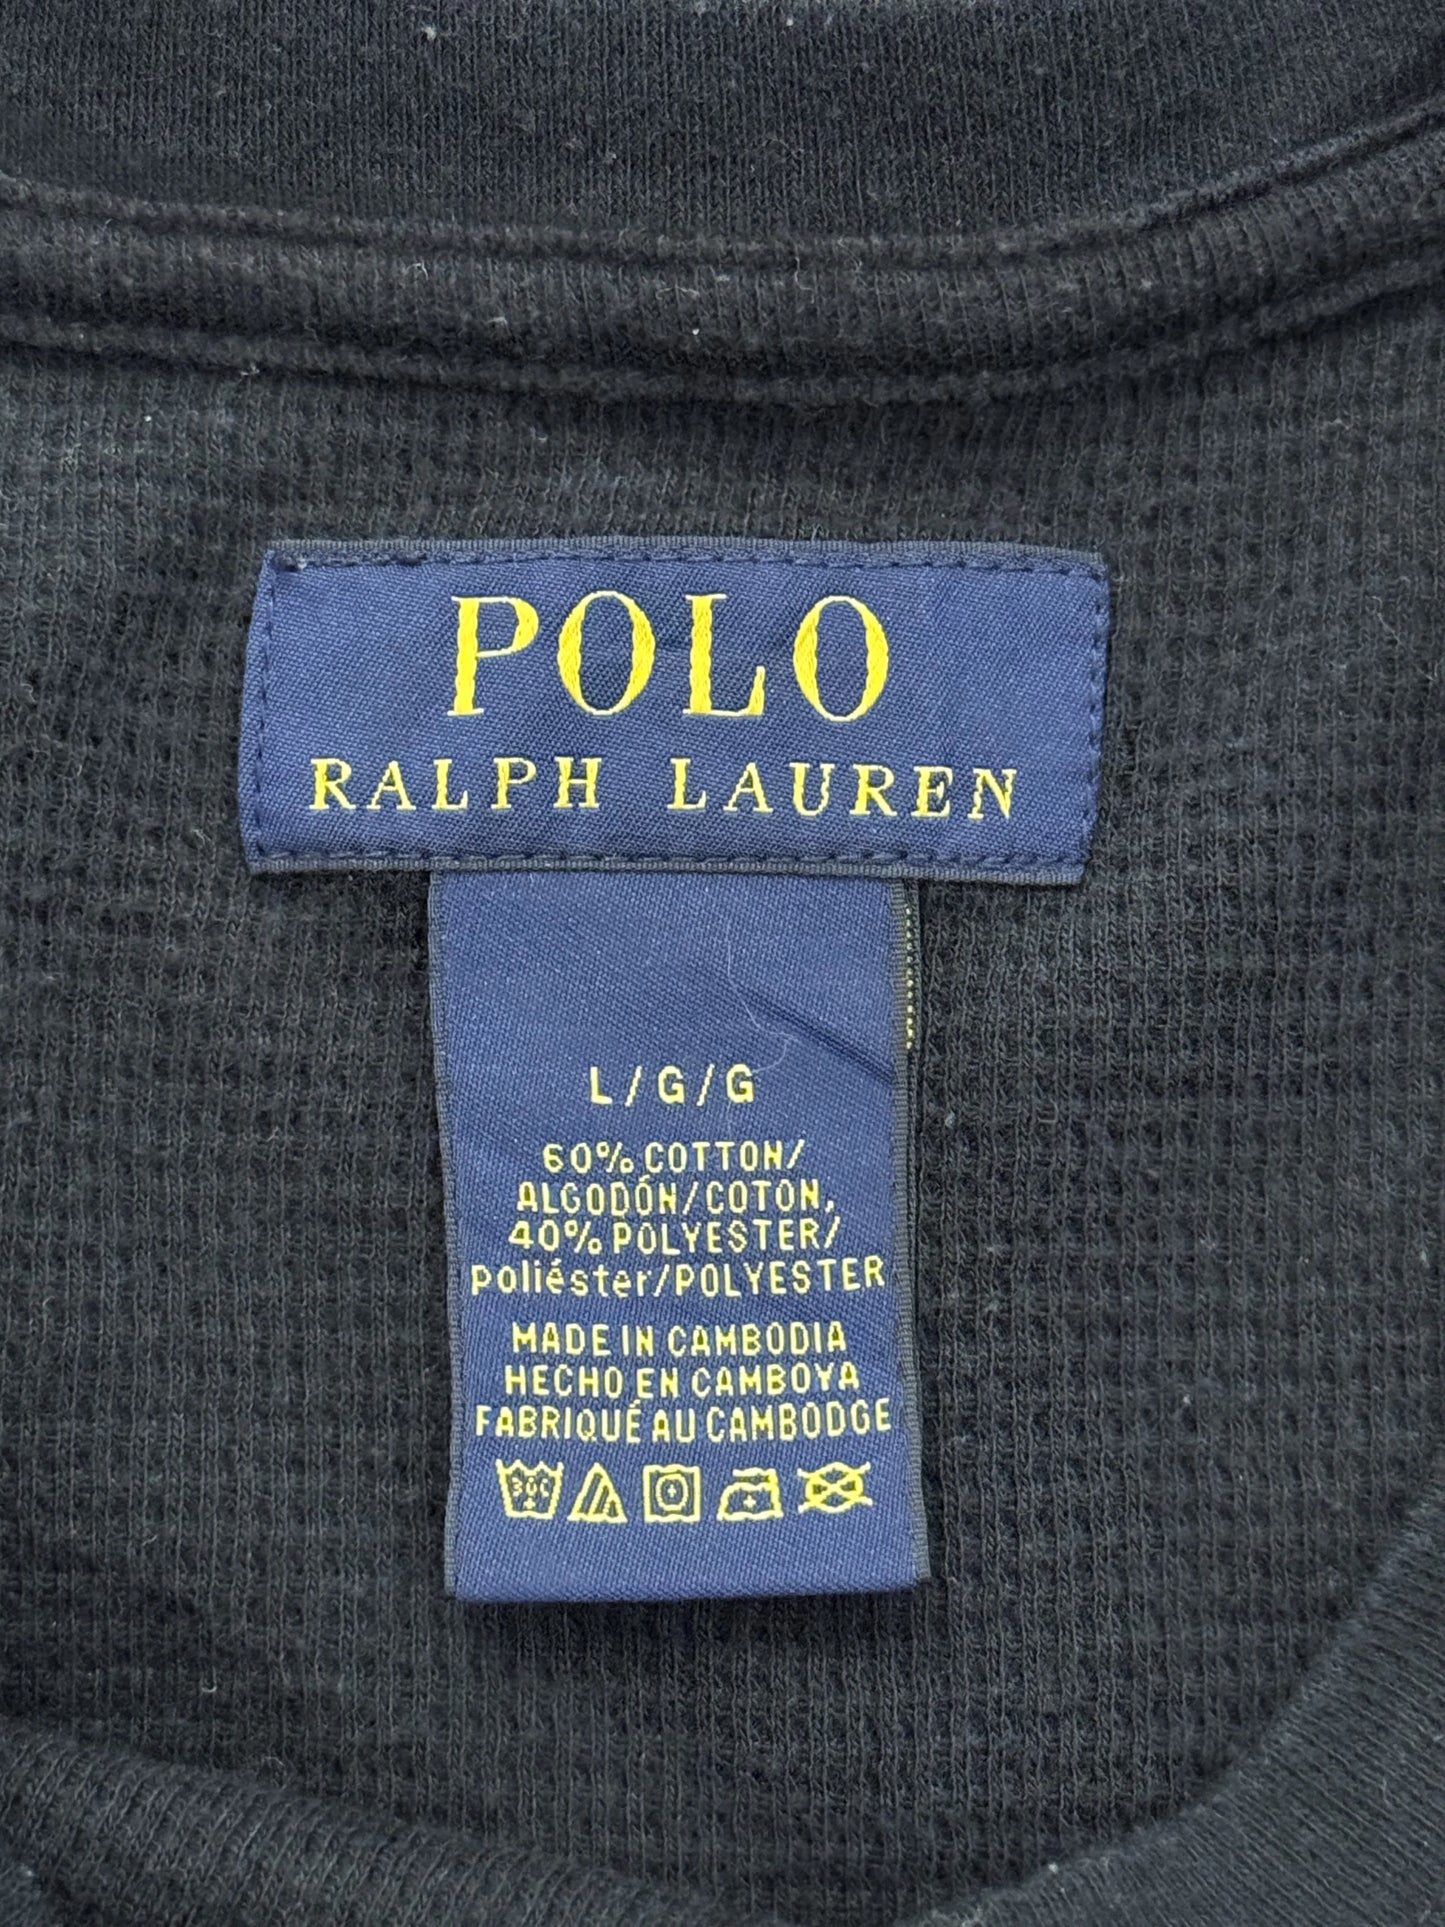 POLO
RALPH LAUREN
L/G/G
60% COTTON/
ALGODÓN/COTON,
40% POLYESTER/
poliéster/POLYESTER
MADE IN CAMBODIA
HECHO EN CAMBOYA
FABRIQUÉ AU CAMBODGE
30C